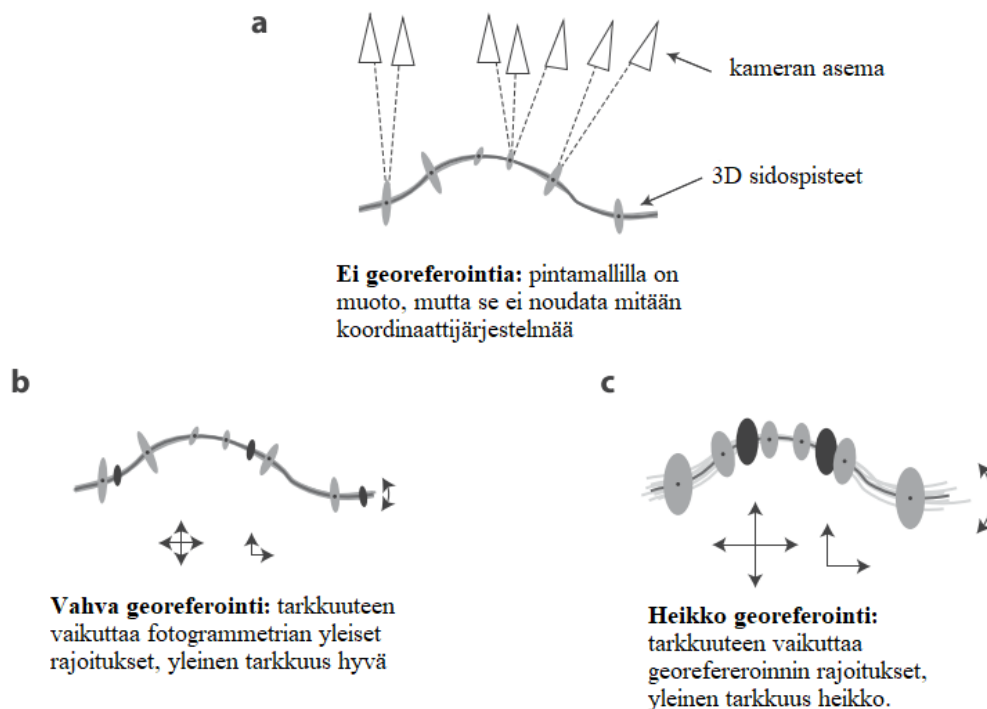 a
kameran asema
3D sidospisteet
Ei georeferointia: pintamallilla on
muoto, mutta se ei noudata mitään
koordinaattijärjestelmää
b
Vahva georeferointi: tarkkuuteen
vaikuttaa fotogrammetrian yleiset
rajoitukset, yleinen tarkkuus hyvä
c
Heikko georeferointi:
tarkkuuteen vaikuttaa
georefereroinnin rajoitukset,
yleinen tarkkuus heikko.